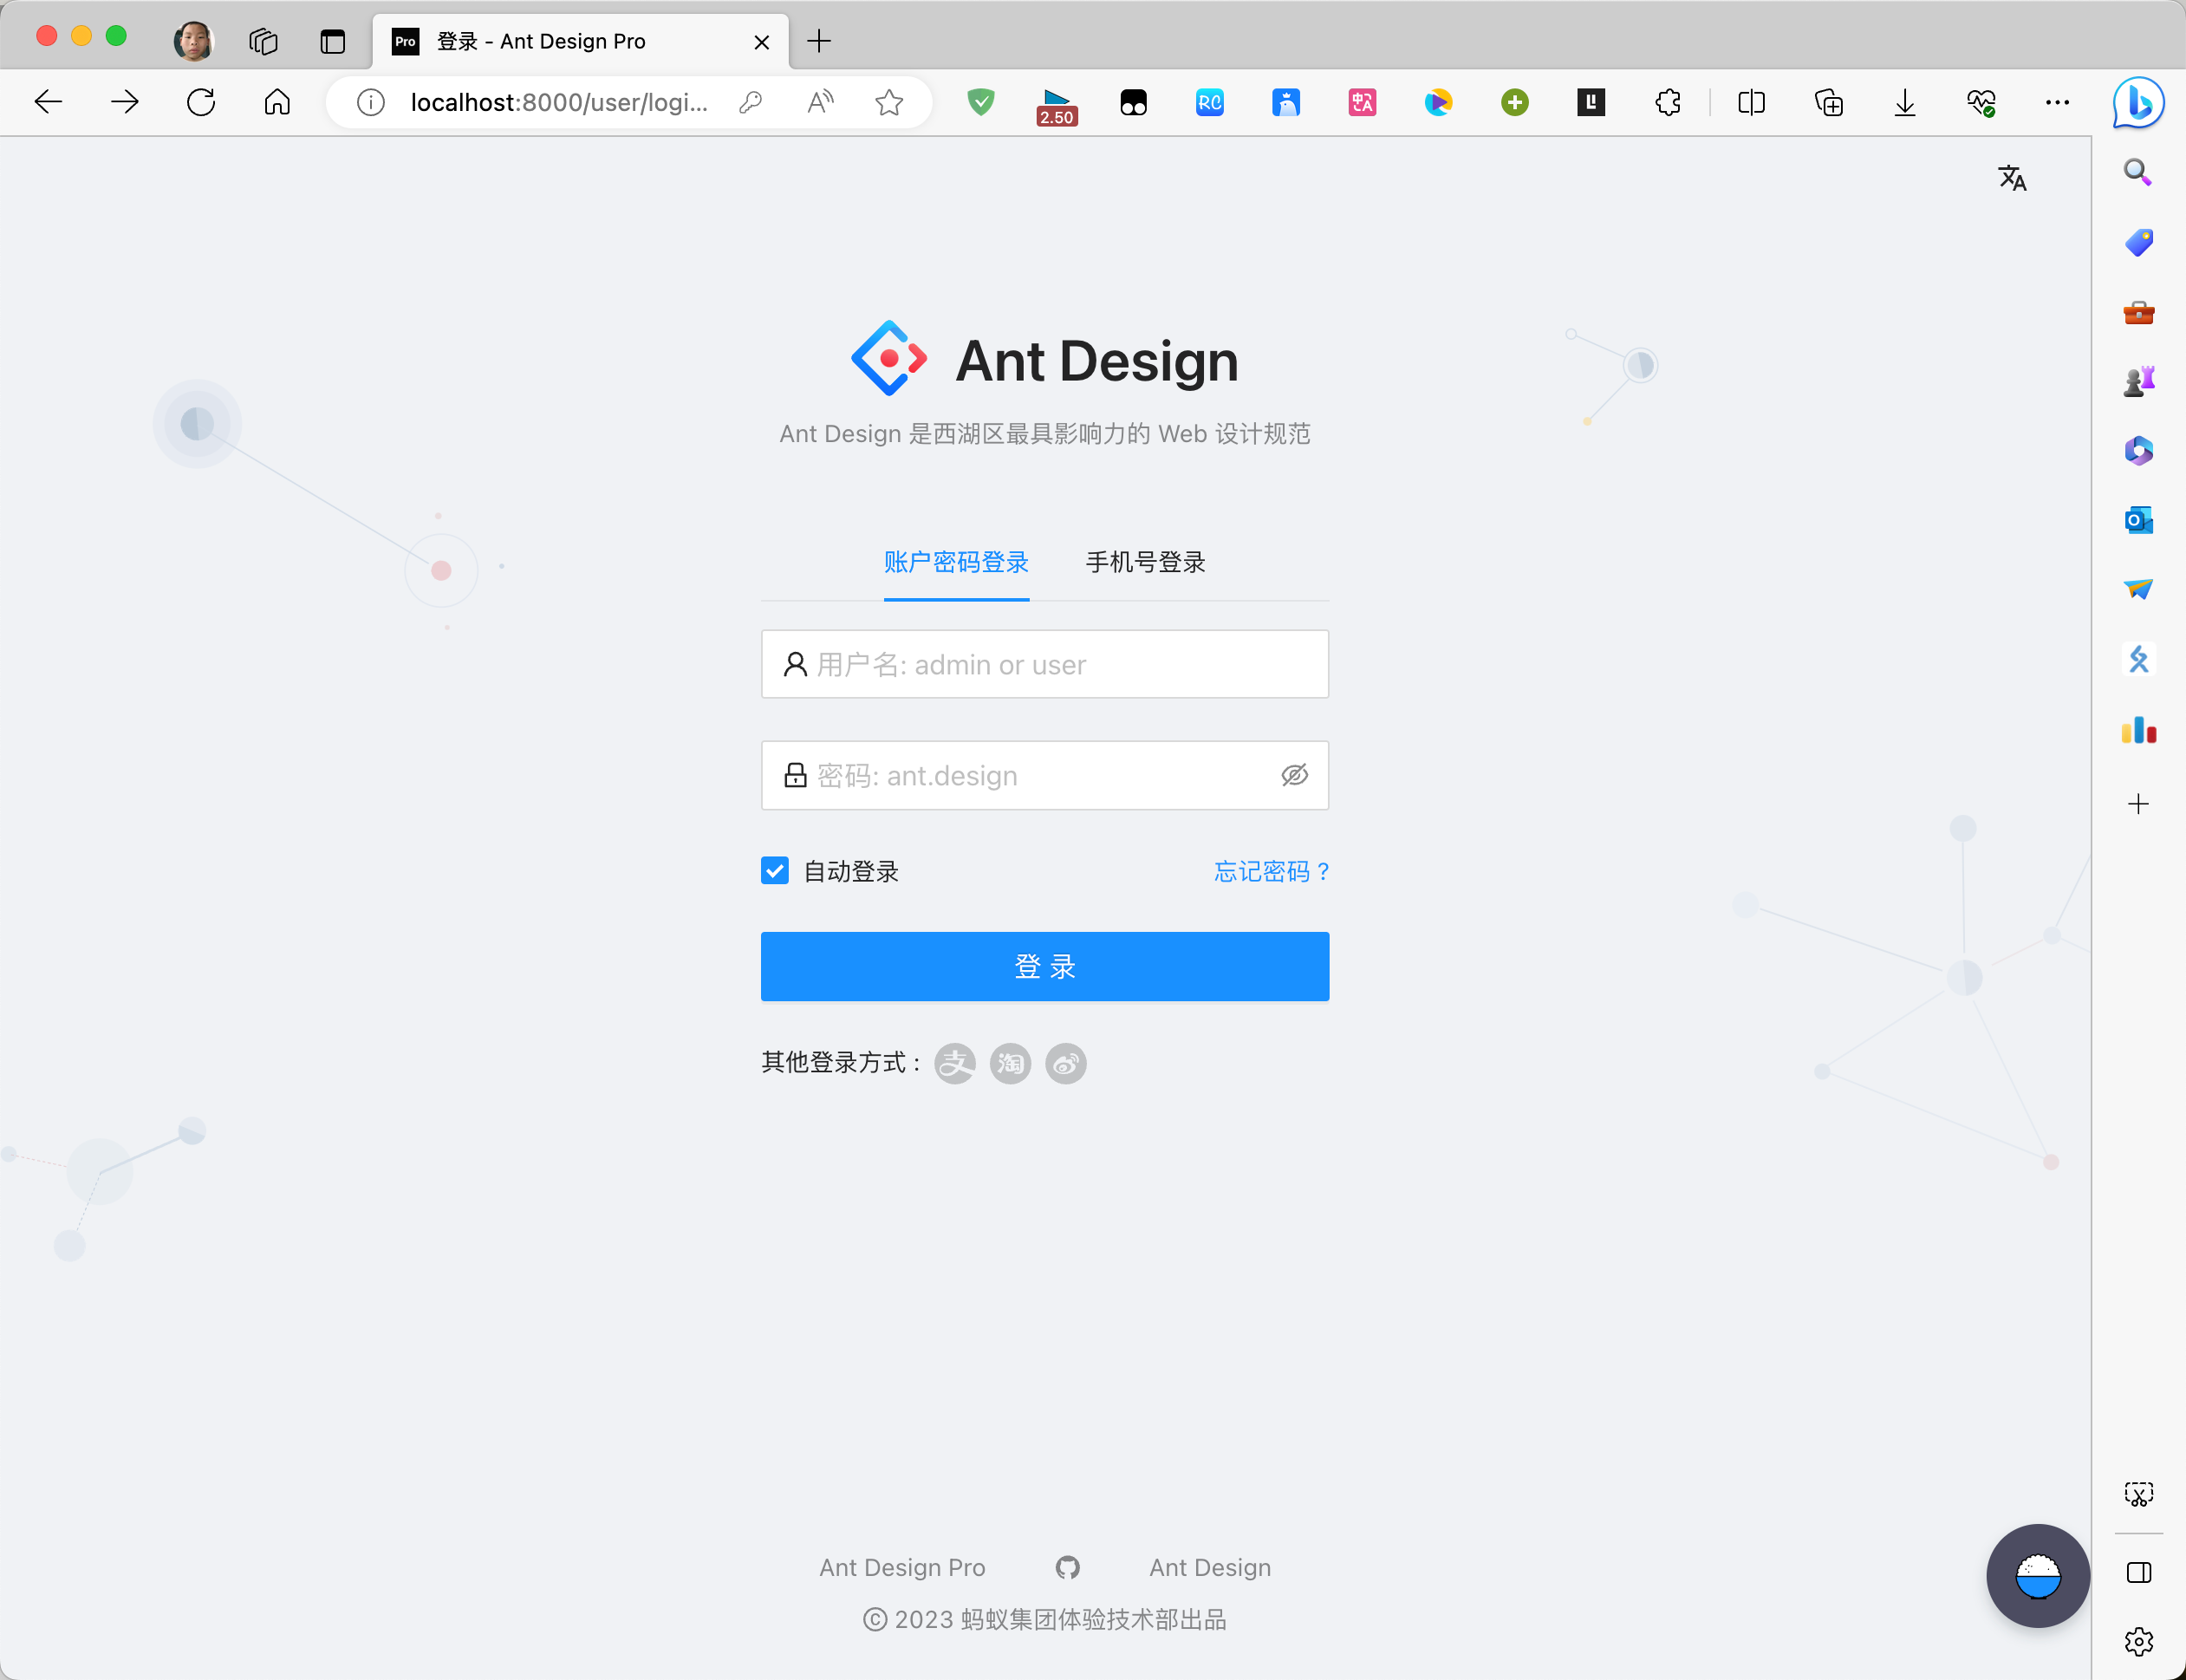 Pro 登录 - Ant Design Pro
localhost:8000/user/logi...
2.50
RC
Ant Design
Ant Design 是西湖区最具影响力的 Web 设计规范
账户密码登录 手机号登录
用户名: admin or user
密码: ant.design
自动登录 忘记密码 ?
登 录
其他登录方式 : 支 淘
Ant Design Pro Ant Design
© 2023 蚂蚁集团体验技术部出品